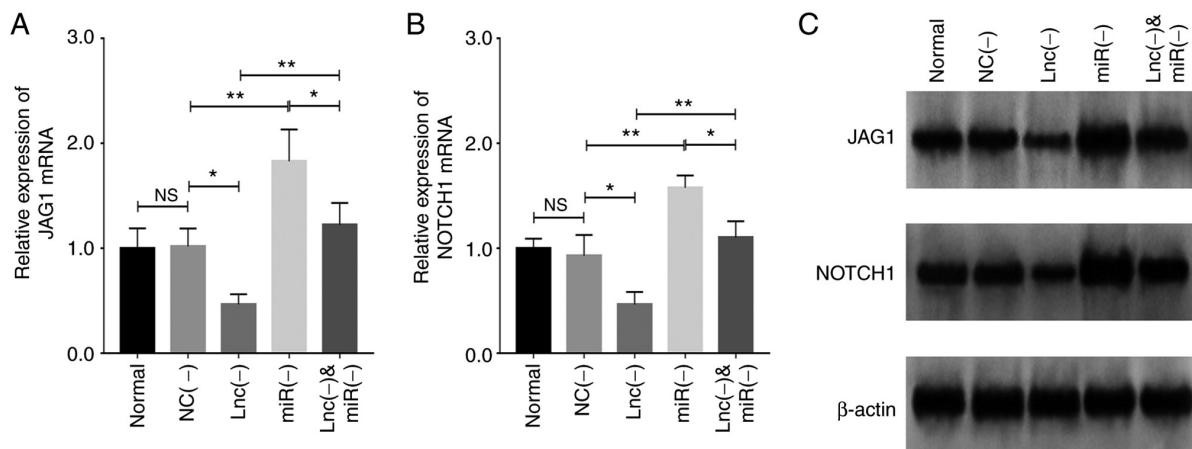 A
Relative expression of
JAG1 mRNA
3.0
2.0
1.0
0.0
**
**
*
*
NS
Normal
NC(−)
Lnc(−)
miR(−)
Lnc(−)&
miR(−)
B
Relative expression of
NOTCH1 mRNA
3.0
2.0
1.0
0.0
**
**
*
*
NS
Normal
NC(−)
Lnc(−)
miR(−)
Lnc(−)&
miR(−)
C
Normal
NC(−)
Lnc(−)
miR(−)
Lnc(−)&
miR(−)
JAG1
NOTCH1
β-actin